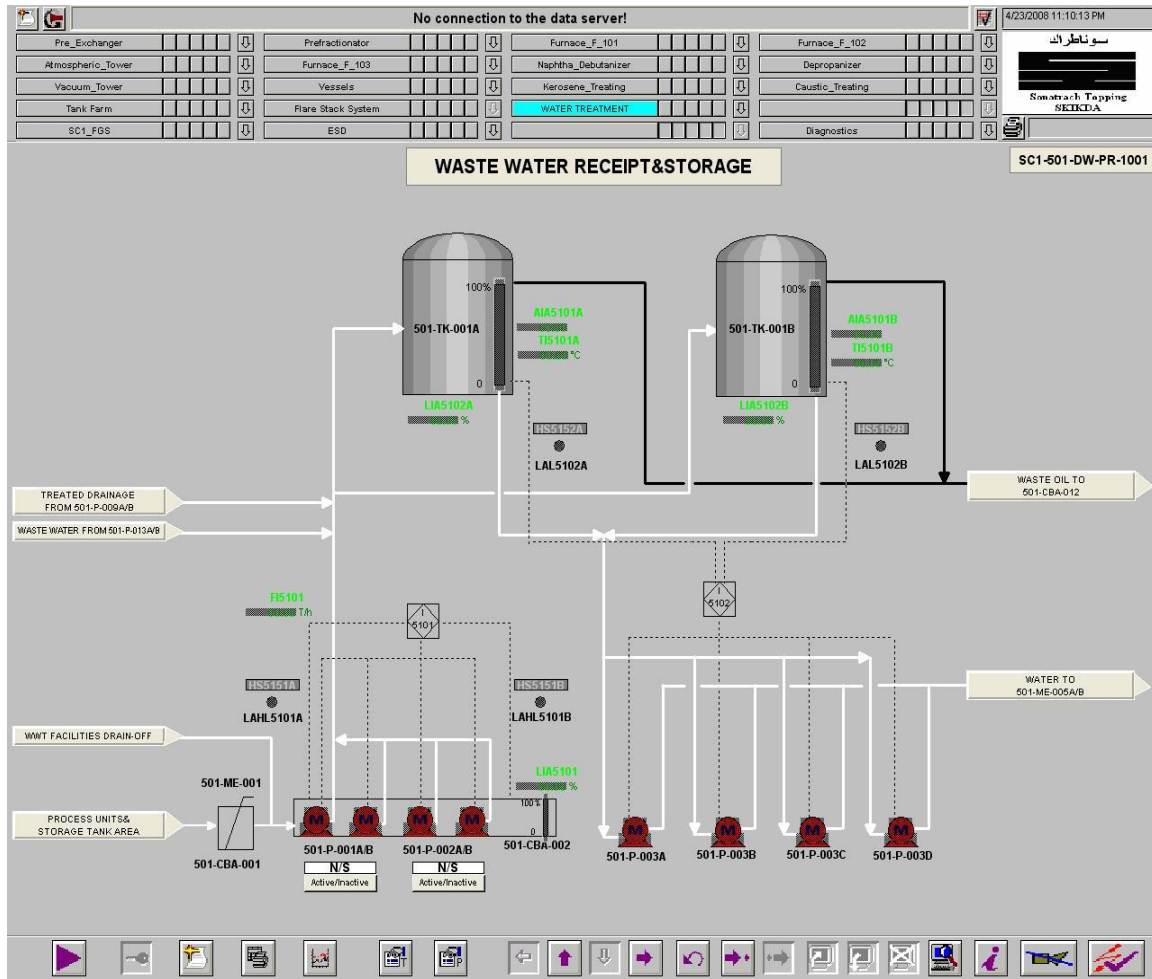 No connection to the data server!
4/23/2008 11:10:13 PM
Pre_Exchanger
Prefractionator
Furnace_F_101
Furnace_F_102
سوناطراك
Atmospheric_Tower
Furnace_F_103
Naphtha_Debutanizer
Depropanizer
Vacuum_Tower
Vessels
Kerosene_Treating
Caustic_Treating
Sonatrach Topping
SKIKDA
Tank Farm
Flare Stack System
WATER TREATMENT
SC1_FGS
ESD
Diagnostics
WASTE WATER RECEIPT&STORAGE
SC1-501-DW-PR-1001
100%
501-TK-001A
0
AIA5101A
TI5101A
°C
LIA5102A
%
HS5152A
LAL5102A
100%
501-TK-001B
0
AIA5101B
TI5101B
°C
LIA5102B
%
HS5152B
LAL5102B
TREATED DRAINAGE
FROM 501-P-009A/B
WASTE WATER FROM 501-P-013A/B
WASTE OIL TO
501-CBA-012
FI5101
T/h
I
5101
I
5102
HS5151A
LAHL5101A
HS5151B
LAHL5101B
WATER TO
501-ME-005A/B
WWT FACILITIES DRAIN-OFF
501-ME-001
LIA5101
%
100%
0
PROCESS UNITS&
STORAGE TANK AREA
M
M
M
M
M
M
M
M
501-CBA-001
501-P-001A/B
501-P-002A/B
501-CBA-002
501-P-003A
501-P-003B
501-P-003C
501-P-003D
N/S
N/S
Active/Inactive
Active/Inactive
T
P
i